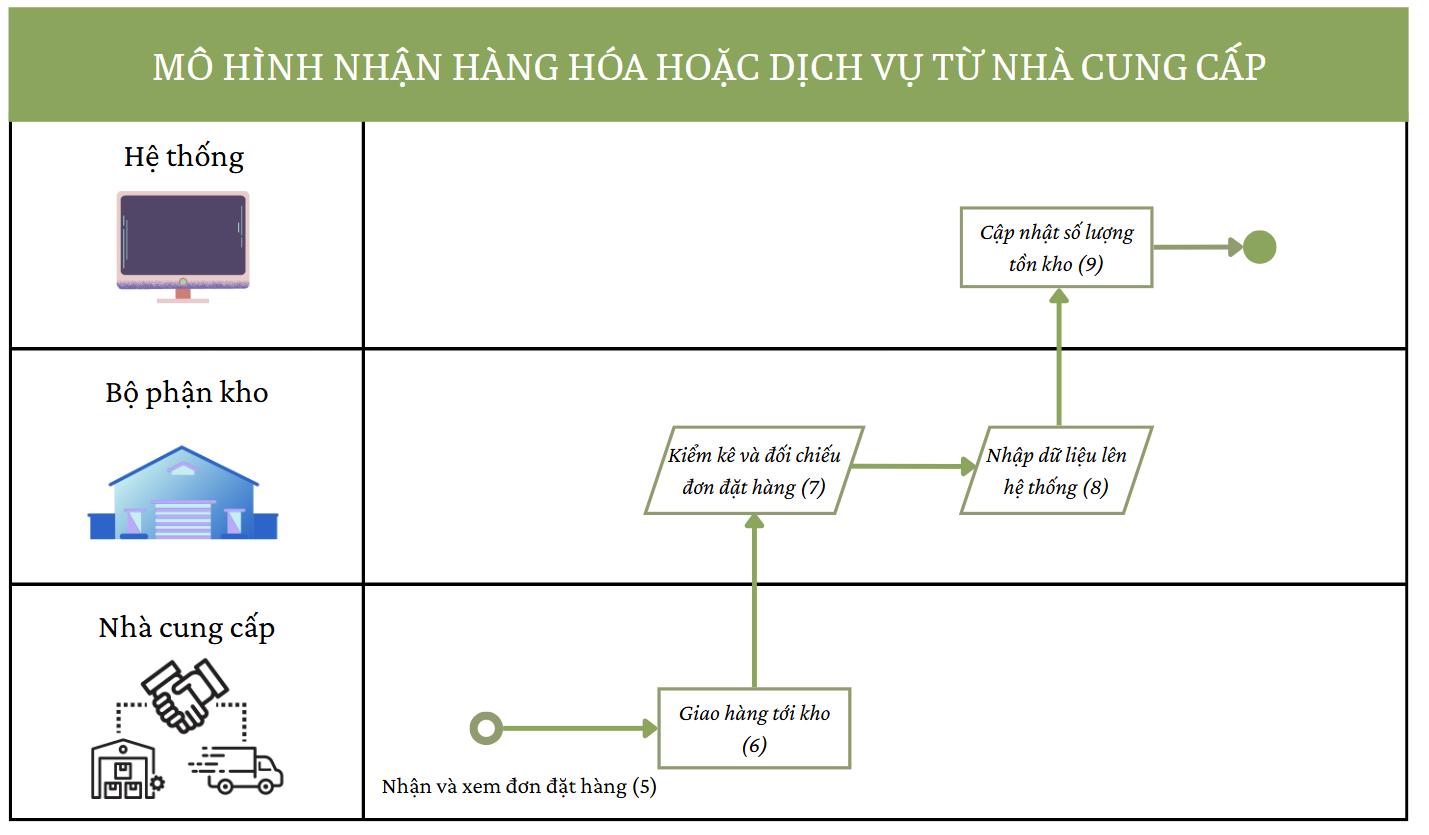 MÔ HÌNH NHẬN HÀNG HÓA HOẶC DỊCH VỤ TỪ NHÀ CUNG CẤP
Hệ thống
Cập nhật số lượng
tồn kho (9)
Bộ phận kho
Kiểm kê và đối chiếu
đơn đặt hàng (7)
Nhập dữ liệu lên
hệ thống (8)
Nhà cung cấp
Giao hàng tới kho
(6)
Nhận và xem đơn đặt hàng (5)